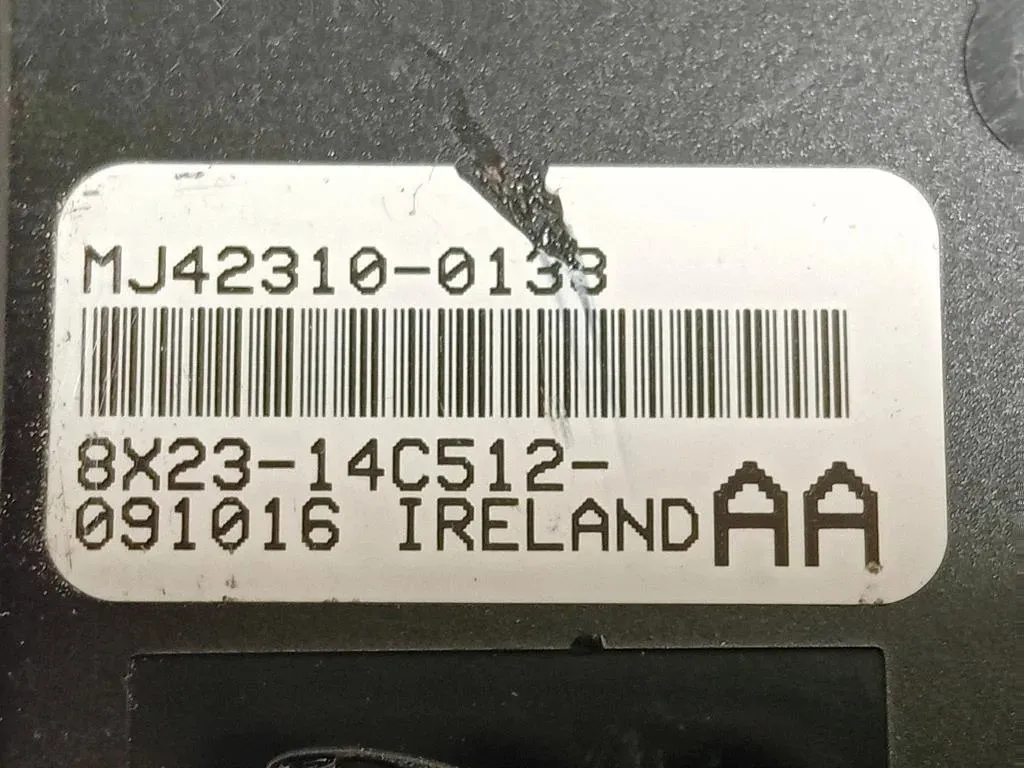 MJ42310-0133
8X23-14C512-
091016 IRELAND AA